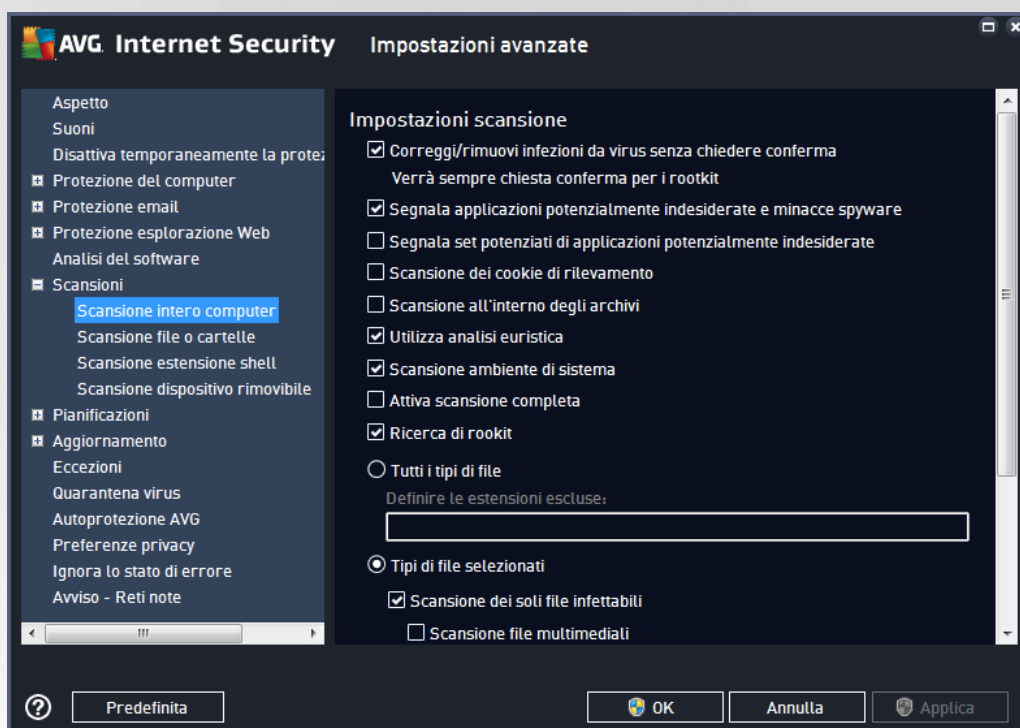 AVG. Internet Security
Impostazioni avanzate
Aspetto
Suoni
Disattiva temporaneamente la
Protezione del computer
Protezione email
Protezione esplorazione Web
Analisi del software
Scansioni
Scansione intero computer
Scansione file o cartelle
Scansione estensione shell
Scansione dispositivo rimovibile
Pianificazioni
Aggiornamento
Eccezioni
Quarantena virus
Autoprotezione AVG
Preferenze privacy
Ignora lo stato di errore
Avviso - Reti note
Impostazioni scansione
Correggi/rimuovi infezioni da virus senza chiedere conferma
Verrà sempre chiesta conferma per i rootkit
Segnala applicazioni potenzialmente indesiderate e minacce spyware
Segnala set potenziati di applicazioni potenzialmente indesiderate
Scansione dei cookie di rilevamento
Scansione all'interno degli archivi
Utilizza analisi euristica
Scansione ambiente di sistema
Attiva scansione completa
Ricerca di rookit
Tutti i tipi di file
Definire le estensioni escluse:
Tipi di file selezionati
Scansione dei soli file infettabili
Scansione file multimediali
Predefinita
OK
Annulla
Applica